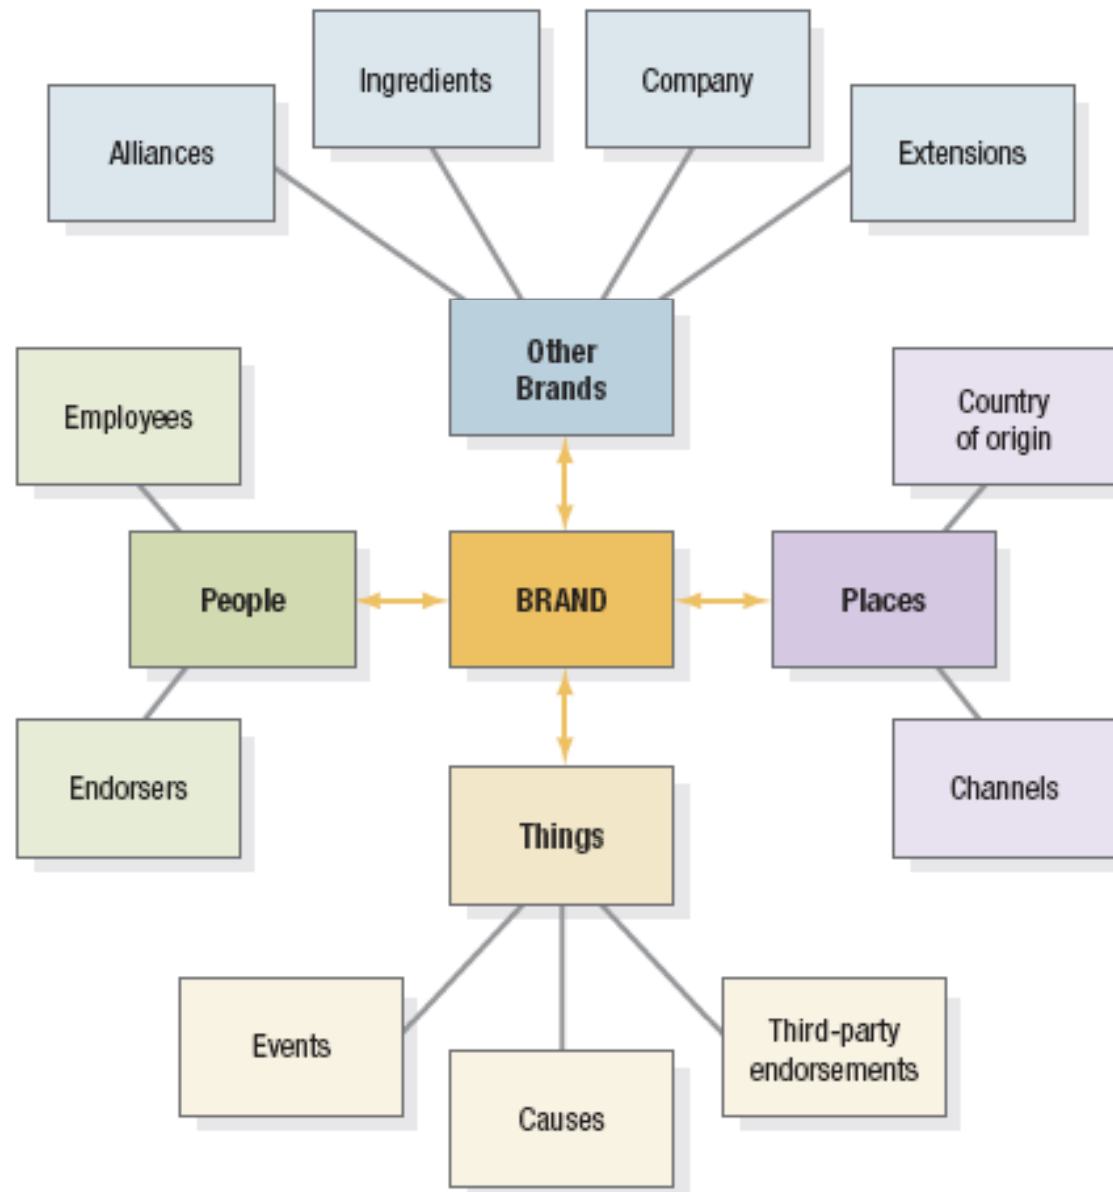 Ingredients
Company
Alliances
Extensions
Other
Brands
Employees
Country
of origin
People
BRAND
Places
Endorsers
Channels
Things
Events
Third-party
endorsements
Causes